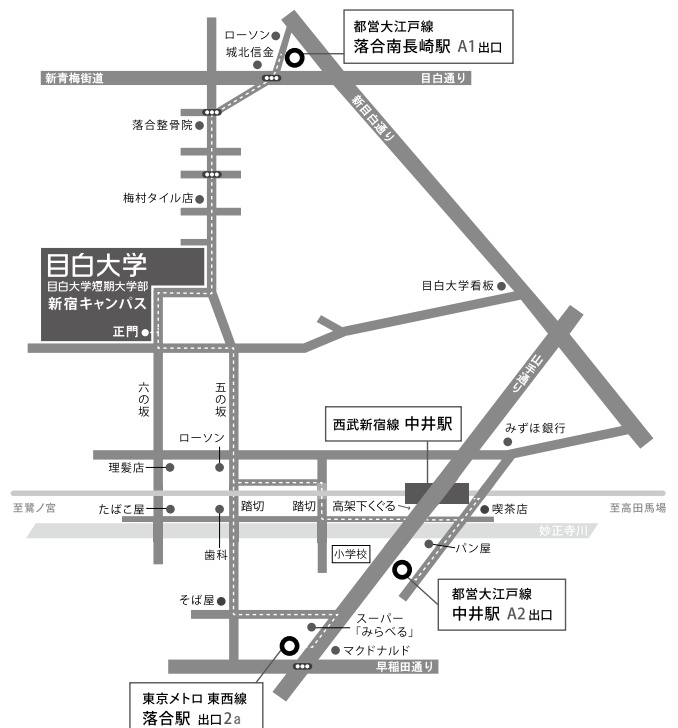 ローソン
城北信金
都営大江戸線
落合南長崎駅 A1出口
新青梅街道
目白通り
新目白通り
落合整骨院
梅村タイル店
目白大学
目白大学短期大学部
新宿キャンパス
正門
目白大学看板
山手通り
六の坂
五の坂
西武新宿線 中井駅
みずほ銀行
ローソン
理髪店
至鷺ノ宮
たばこ屋
踏切
踏切
高架下くぐる
喫茶店
至高田馬場
妙正寺川
歯科
小学校
パン屋
都営大江戸線
中井駅 A2出口
そば屋
スーパー
「みらべる」
マクドナルド
早稲田通り
東京メトロ 東西線
落合駅 出口2a